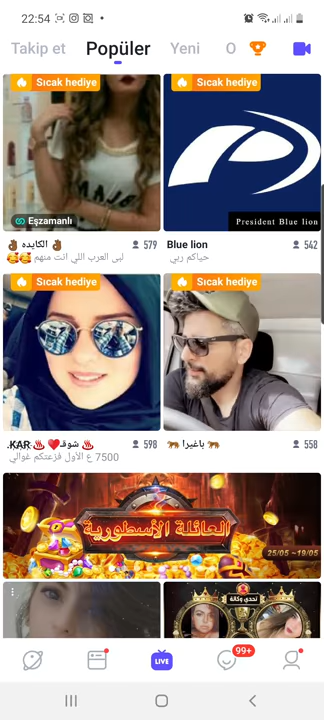 22:54
Takip et Popüler Yeni O
Sıcak hediye
Sıcak hediye
Eşzamanlı
President Blue lion
الكايده
579
لبى العرب اللي انت منهم
Blue lion
542
حياكم ربي
Sıcak hediye
Sıcak hediye
.KAR شوف
598
7500 ع الأول فزعتكم غوالي
باغيرا
558
العائلة الأسطورية
25/05 ~19/05
تحدي وكالة
99+
LIVE